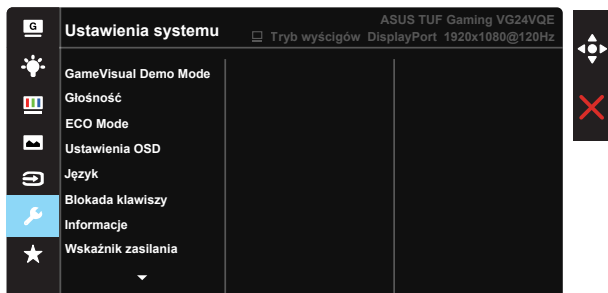 G
Ustawienia systemu
ASUS TUF Gaming VG24VQE
Tryb wyścigów DisplayPort 1920x1080@120Hz
GameVisual Demo Mode
Głośność
ECO Mode
Ustawienia OSD
Język
Blokada klawiszy
Informacje
Wskaźnik zasilania